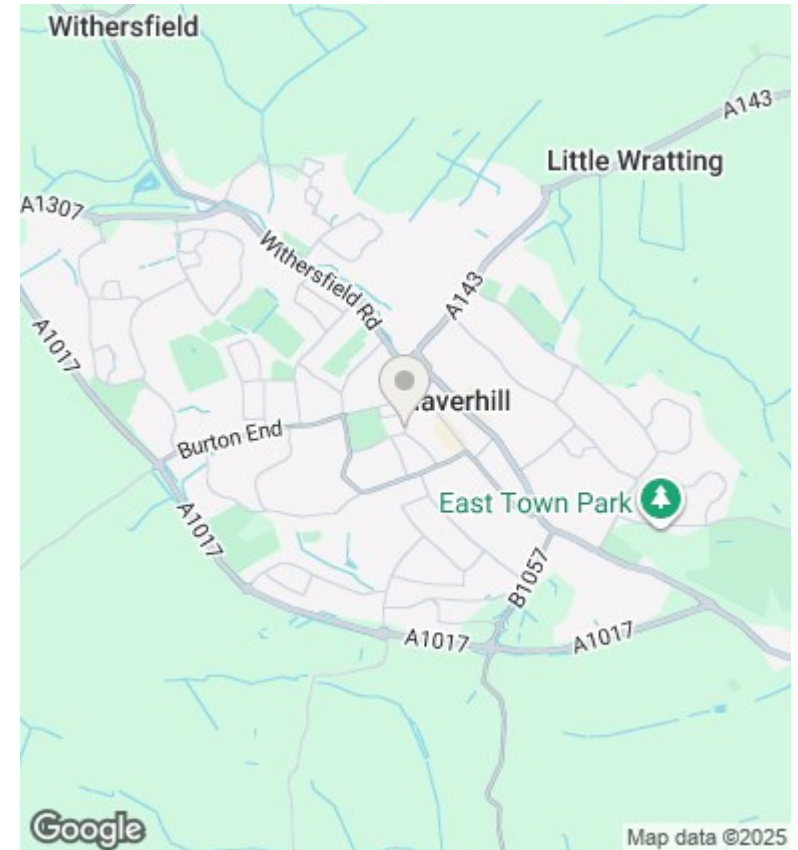 Withersfield
A143
Little Wratting
A1307
Withersfield Rd
A143
A1017
averhill
Burton End
East Town Park
A1017
B1057
A1017
A1017
Google
Map data ©2025